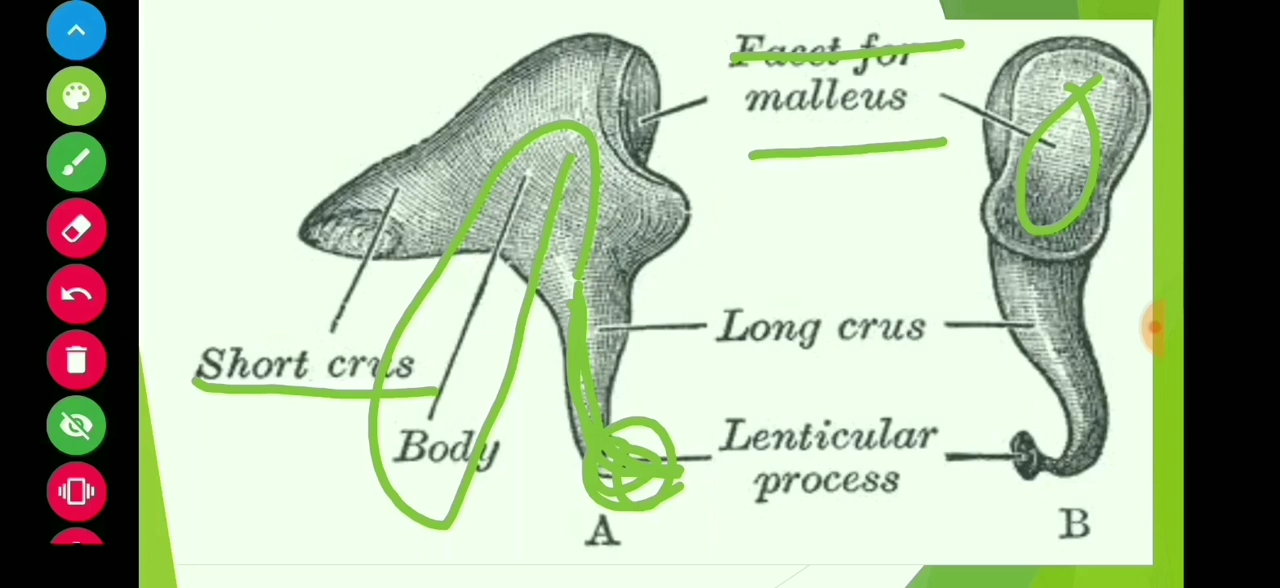 Facet for
malleus
Short crus
Body
Long crus
Lenticular
process
A
B